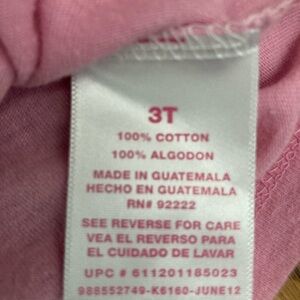 3T
100% COTTON
100% ALGODON
MADE IN GUATEMALA
HECHO EN GUATEMALA
RN# 92222
SEE REVERSE FOR CARE
VEA EL REVERSO PARA
EL CUIDADO DE LAVAR
UPC # 611201185023
986552749-K6160-JUNE12